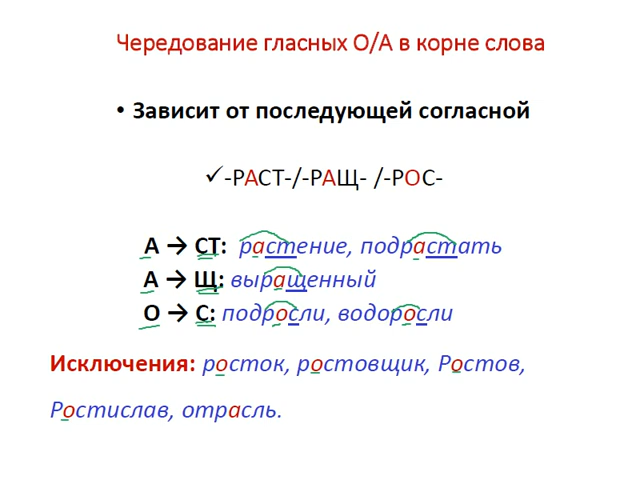 Чередование гласных О/А в корне слова
• Зависит от последующей согласной
✓-РАСТ-/-РАЩ- /-РОС-
А → СТ: растение, подрастать
А → Щ: выращенный
О → С: подросли, водоросли
Исключения: росток, ростовщик, Ростов,
Ростислав, отрасль.